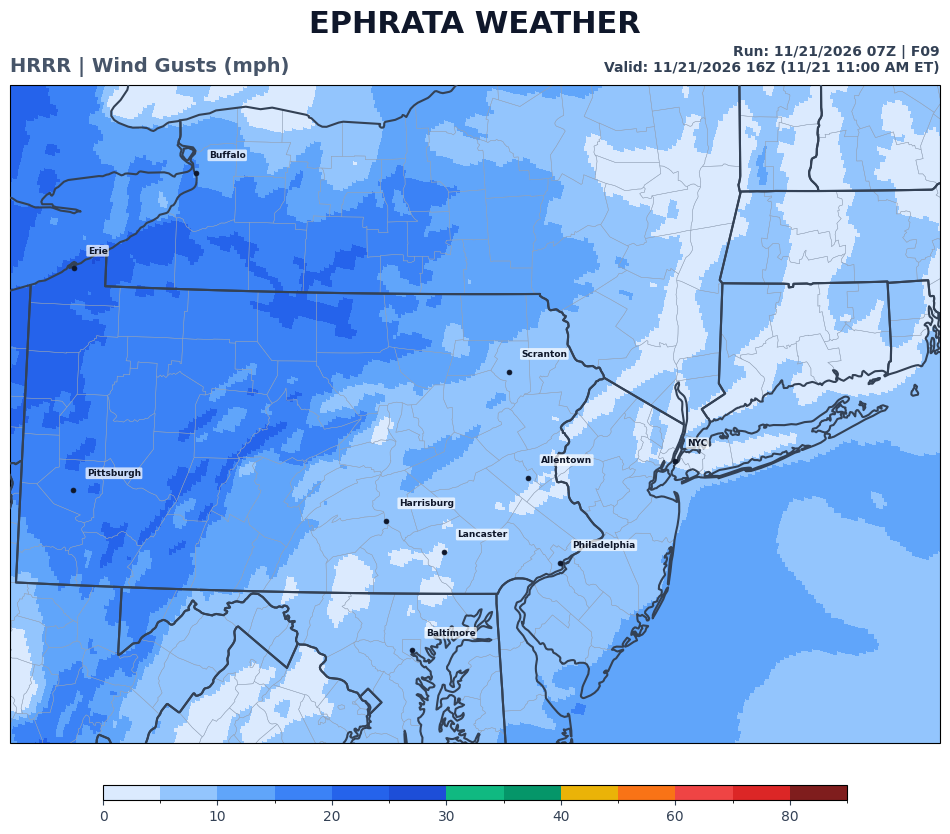 EPHRATA WEATHER
HRRR | Wind Gusts (mph)
Run: 11/21/2026 07Z | F09
Valid: 11/21/2026 16Z (11/21 11:00 AM ET)
Buffalo
Erie
Scranton
NYC
Allentown
Pittsburgh
Harrisburg
Lancaster
Philadelphia
Baltimore
0 10 20 30 40 50 60 70 80